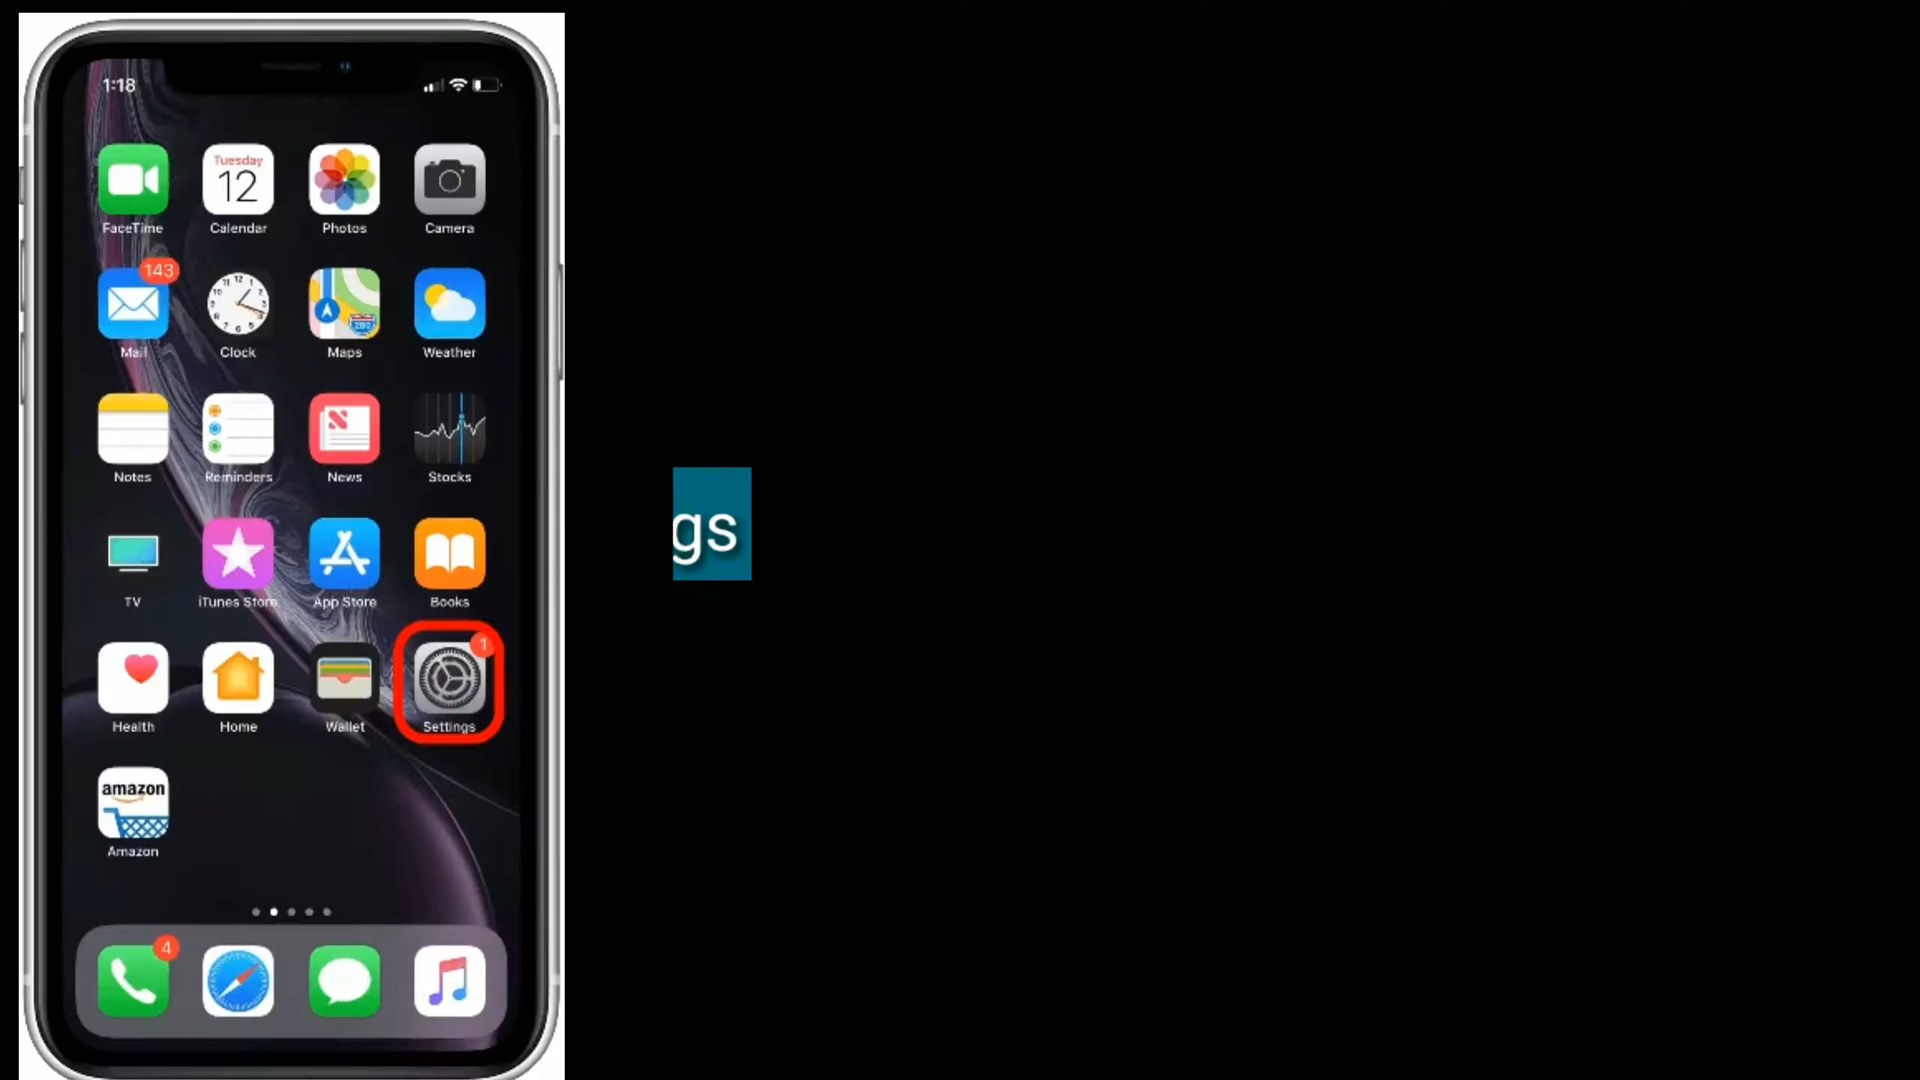 1:18
Tuesday
12
FaceTime
Calendar
Photos
Camera
143
280
Mail
Clock
Maps
Weather
Notes
Reminders
News
Stocks
gs
TV
iTunes Store
App Store
Books
1
Health
Home
Wallet
Settings
amazon
Amazon
4